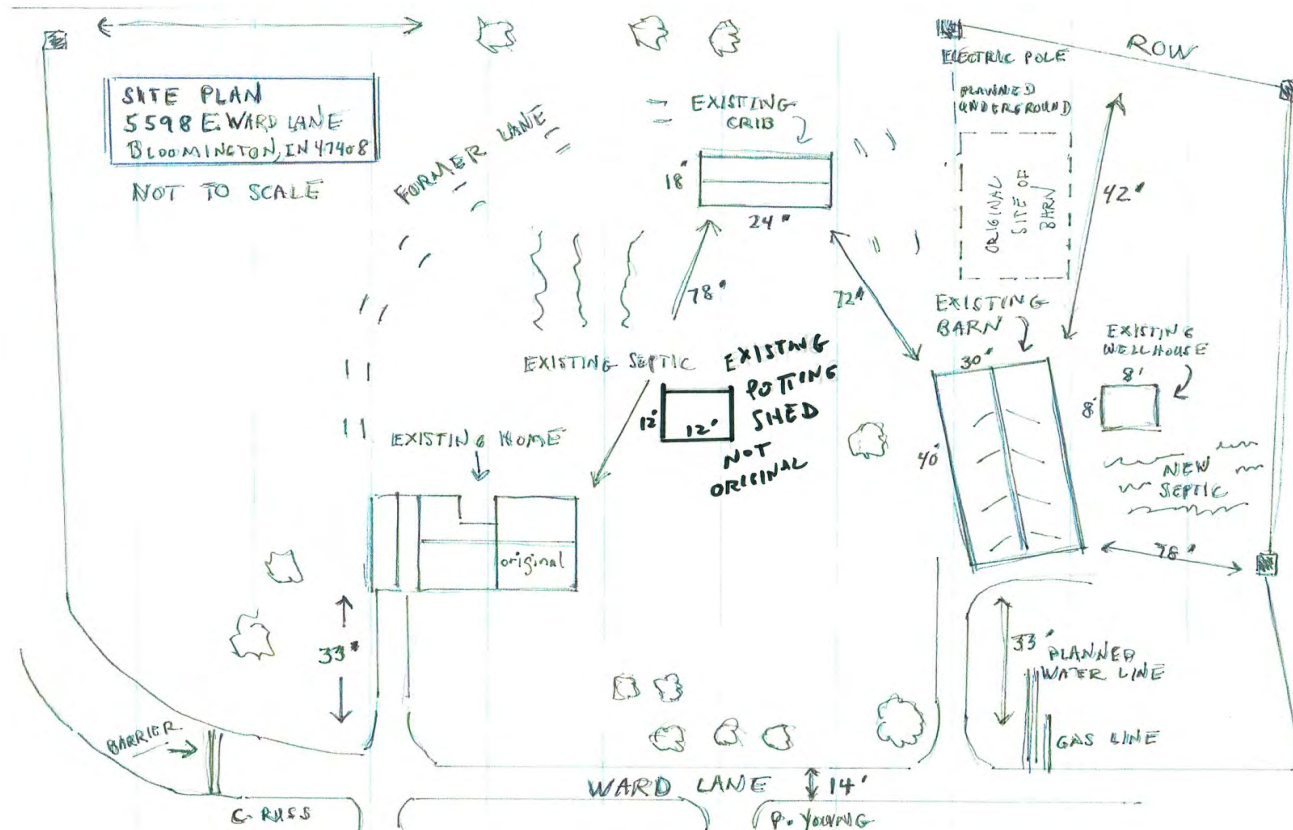 SITE PLAN
5598 E. WARD LANE
BLOOMINGTON, IN 47408
NOT TO SCALE
FORMER LANE
EXISTING
CRIB
18'
24'
ELECTRIC POLE
PLANNED
UNDERGROUND
ROW
ORIGINAL
SITE OF
BARN
42'
78'
72'
EXISTING SEPTIC
EXISTING
POTTING
SHED
NOT
ORIGINAL
12'
12'
EXISTING
BARN
30'
40'
EXISTING
WELLHOUSE
8'
8'
NEW
SEPTIC
78'
EXISTING HOME
original
33'
33'
PLANNED
WATER LINE
GAS LINE
BARRIER
WARD LANE
14'
C. RUSS
P. YOUNG